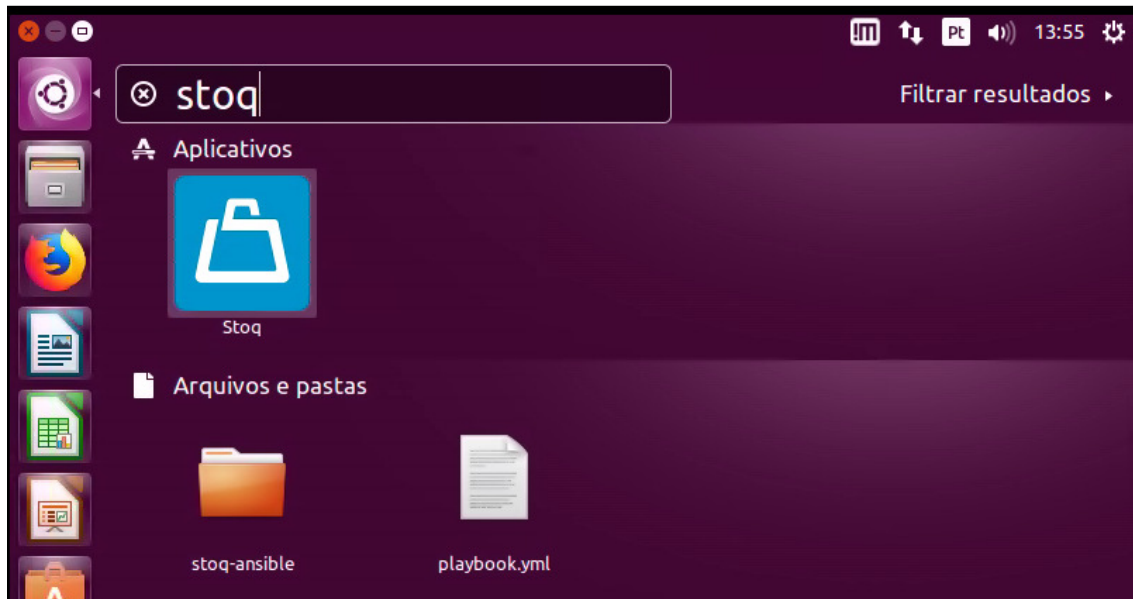 Pt
13:55
stoq
Filtrar resultados
Aplicativos
Stoq
Arquivos e pastas
stoq-ansible
playbook.yml